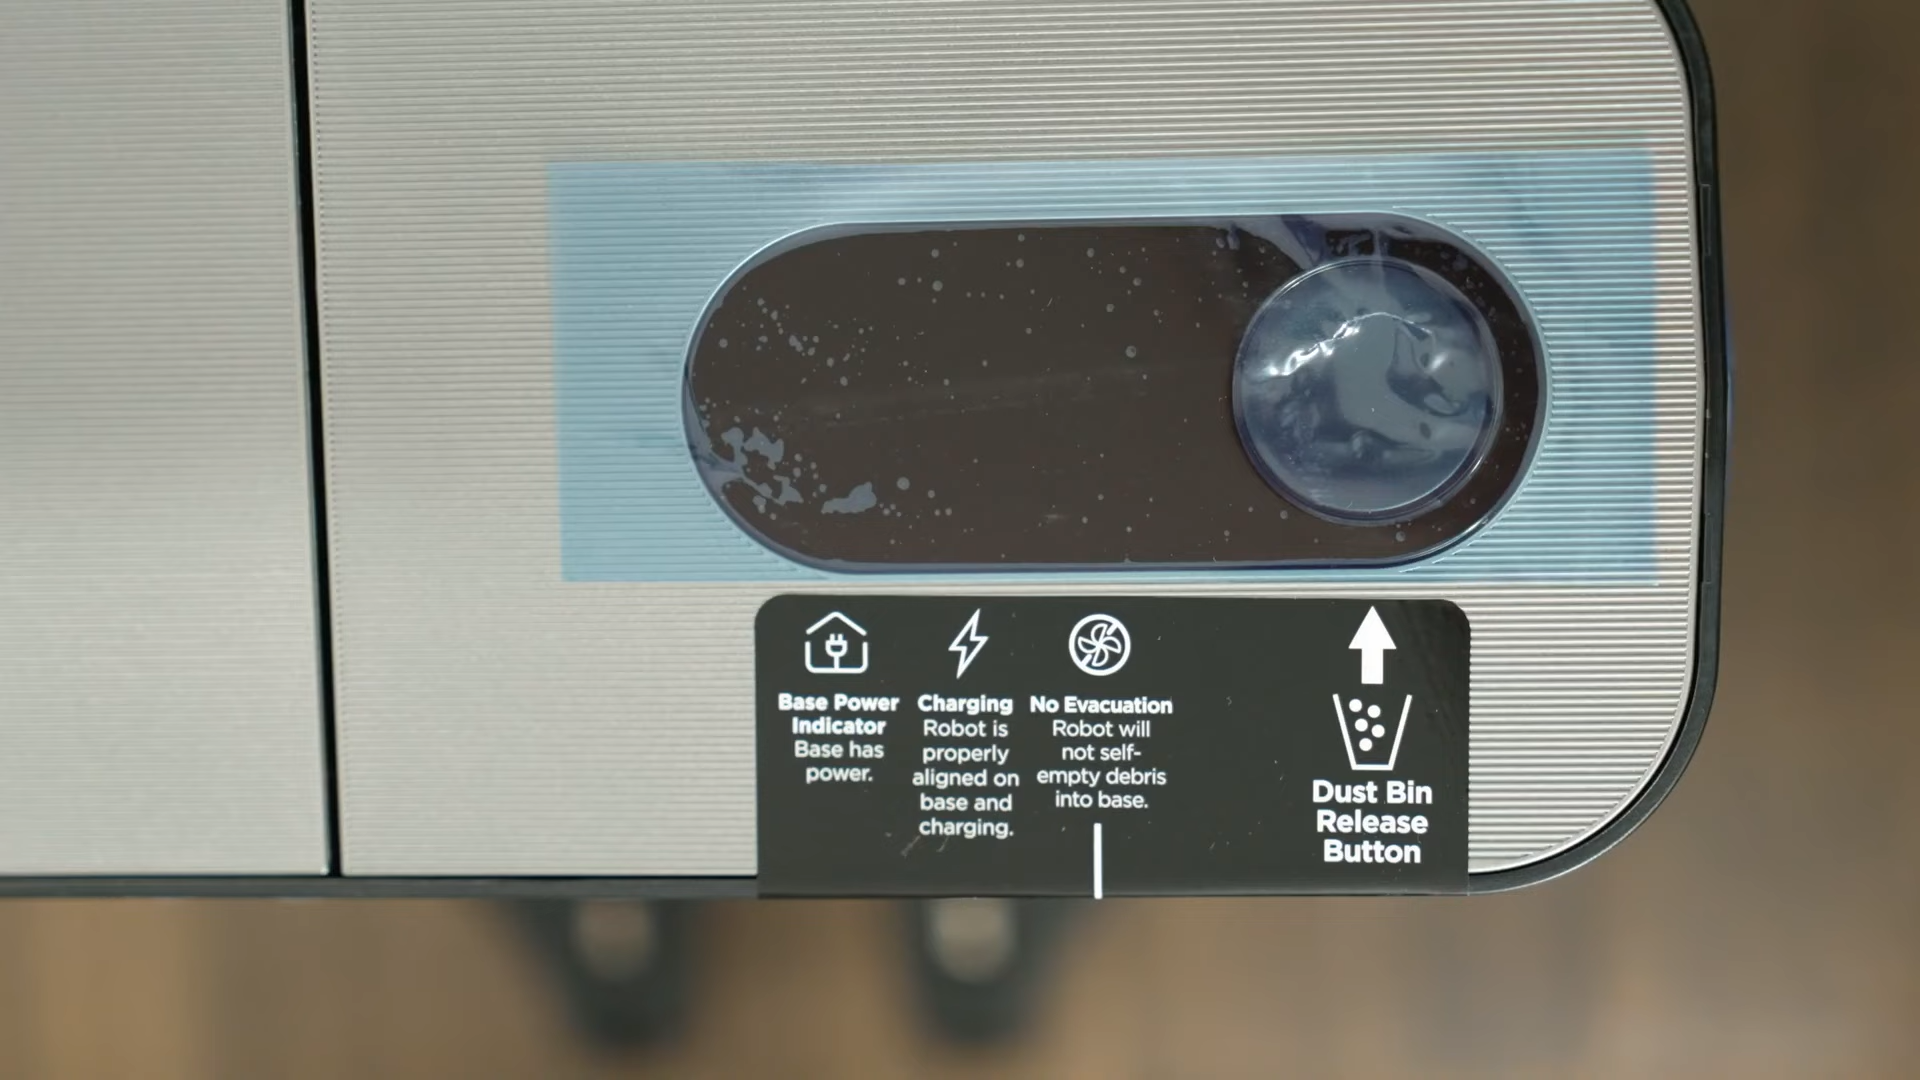 Base Power
Indicator
Base has
power.
Charging
Robot is
properly
aligned on
base and
charging.
No Evacuation
Robot will
not self-
empty debris
into base.
Dust Bin
Release
Button